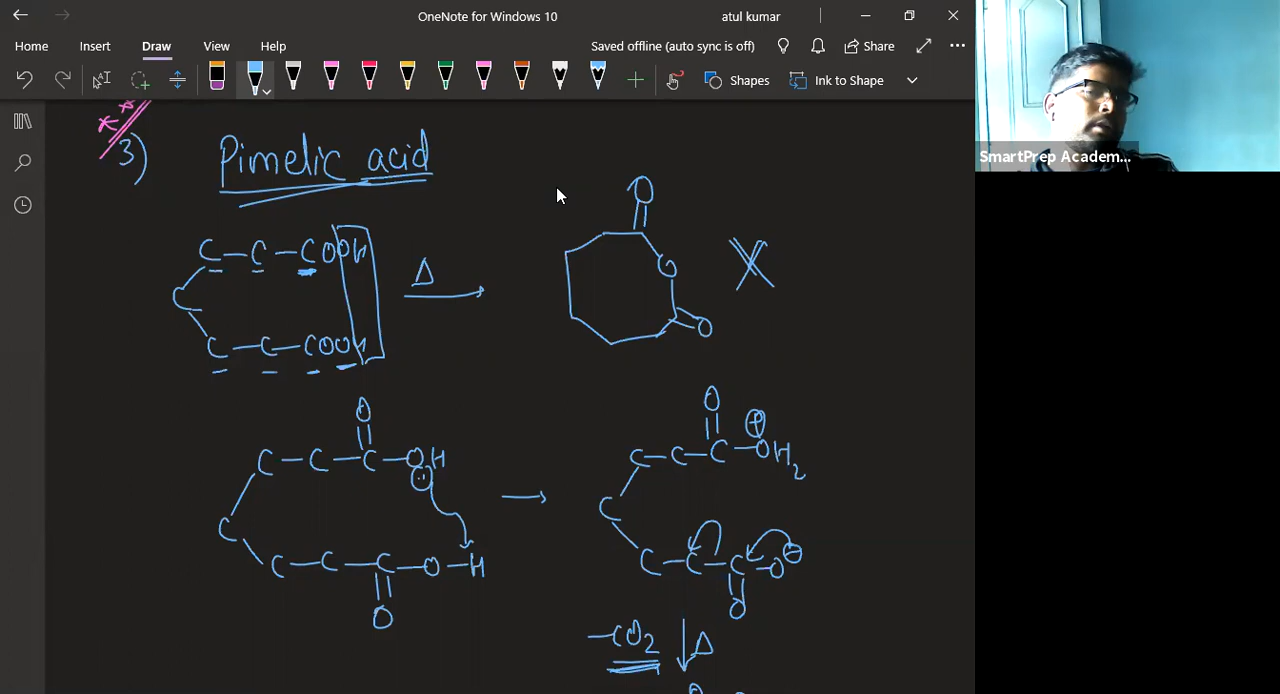 OneNote for Windows 10
atul kumar
Home Insert Draw View Help
Saved offline (auto sync is off)
Share
Shapes
Ink to Shape
SmartPrep Academ...
3) Pimelic acid
O
C-C-COOH Δ O X
C
C-C-COOH O
O O ⊕
C-C-C-OH C-C-C-OH2
C C
C-C-C-O-H C-C-C-O⊖
O O
-CO2 Δ